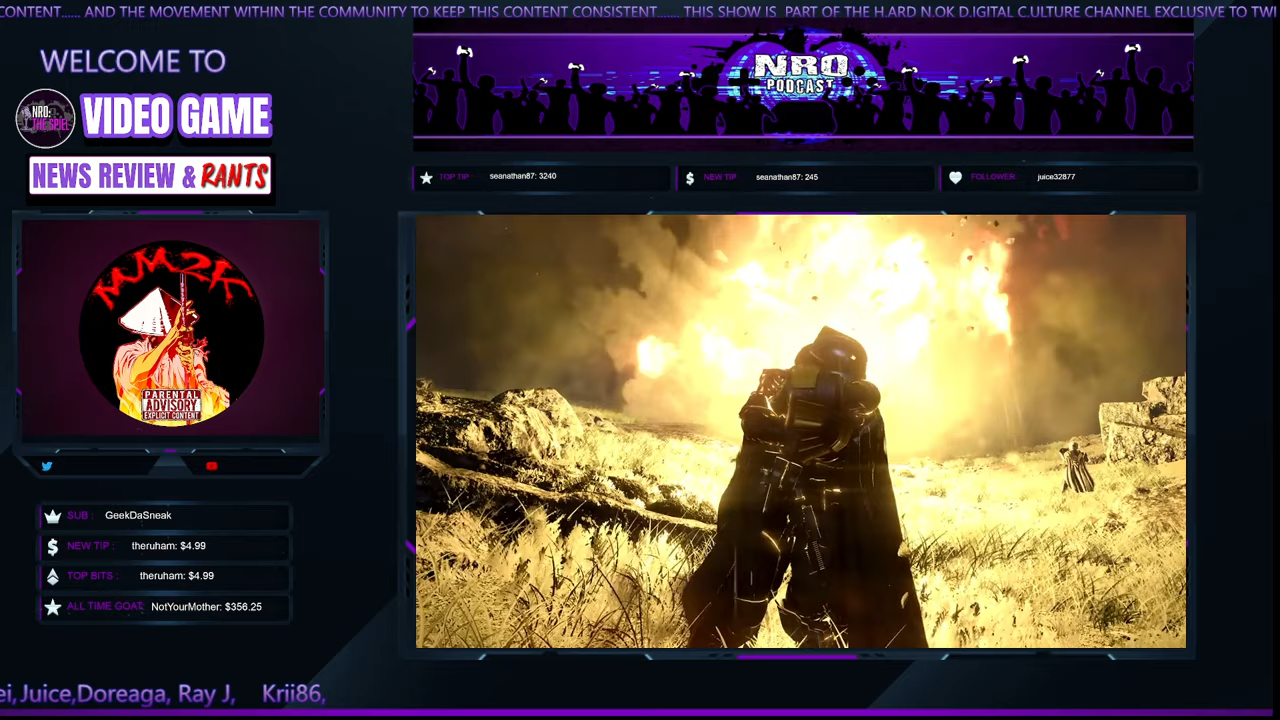 CONTENT...... AND THE MOVEMENT WITHIN THE COMMUNITY TO KEEP THIS CONTENT CONSISTENT....... THIS SHOW IS PART OF THE H.ARD N.OK D.IGITAL C.ULTURE CHANNEL EXCLUSIVE TO TWI
WELCOME TO
NRO:
THE SPIEL
VIDEO GAME
NEWS REVIEW & RANTS
NRO
PODCAST
TOP TIP seanathan87: 3240
NEW TIP seanathan87: 245
FOLLOWER: juice32877
MM2K
PARENTAL
ADVISORY
EXPLICIT CONTENT
SUB : GeekDaSneak
NEW TIP : theruham: $4.99
TOP BITS : theruham: $4.99
ALL TIME GOAT: NotYourMother: $356.25
ei,Juice,Doreaga, Ray J, Krii86,